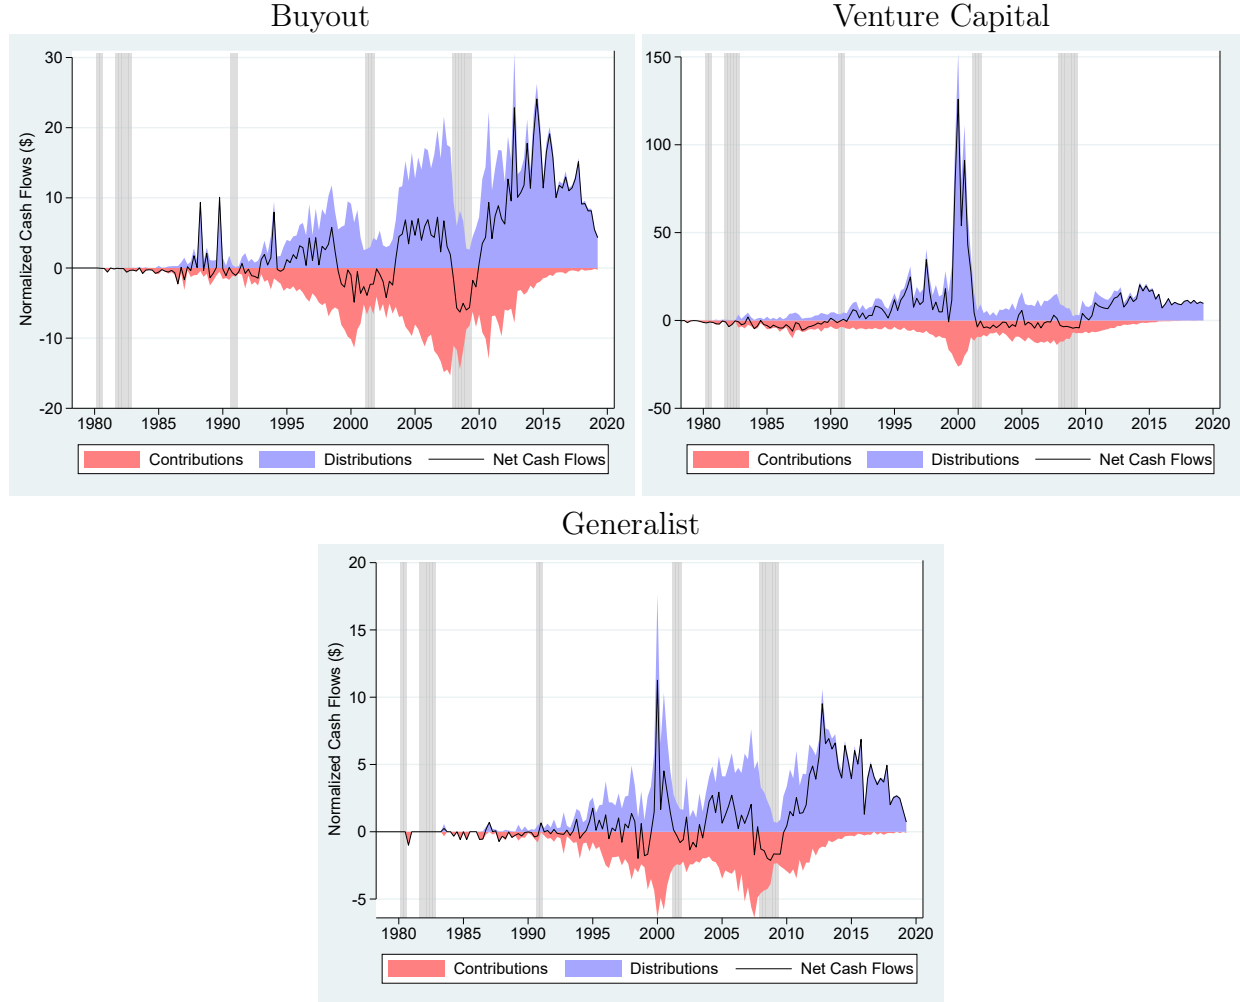 Buyout
Normalized Cash Flows ($)
30
20
10
0
-10
-20
1980 1985 1990 1995 2000 2005 2010 2015 2020
Contributions Distributions Net Cash Flows
Venture Capital
150
100
50
0
-50
1980 1985 1990 1995 2000 2005 2010 2015 2020
Contributions Distributions Net Cash Flows
Generalist
Normalized Cash Flows ($)
20
15
10
5
0
-5
1980 1985 1990 1995 2000 2005 2010 2015 2020
Contributions Distributions Net Cash Flows